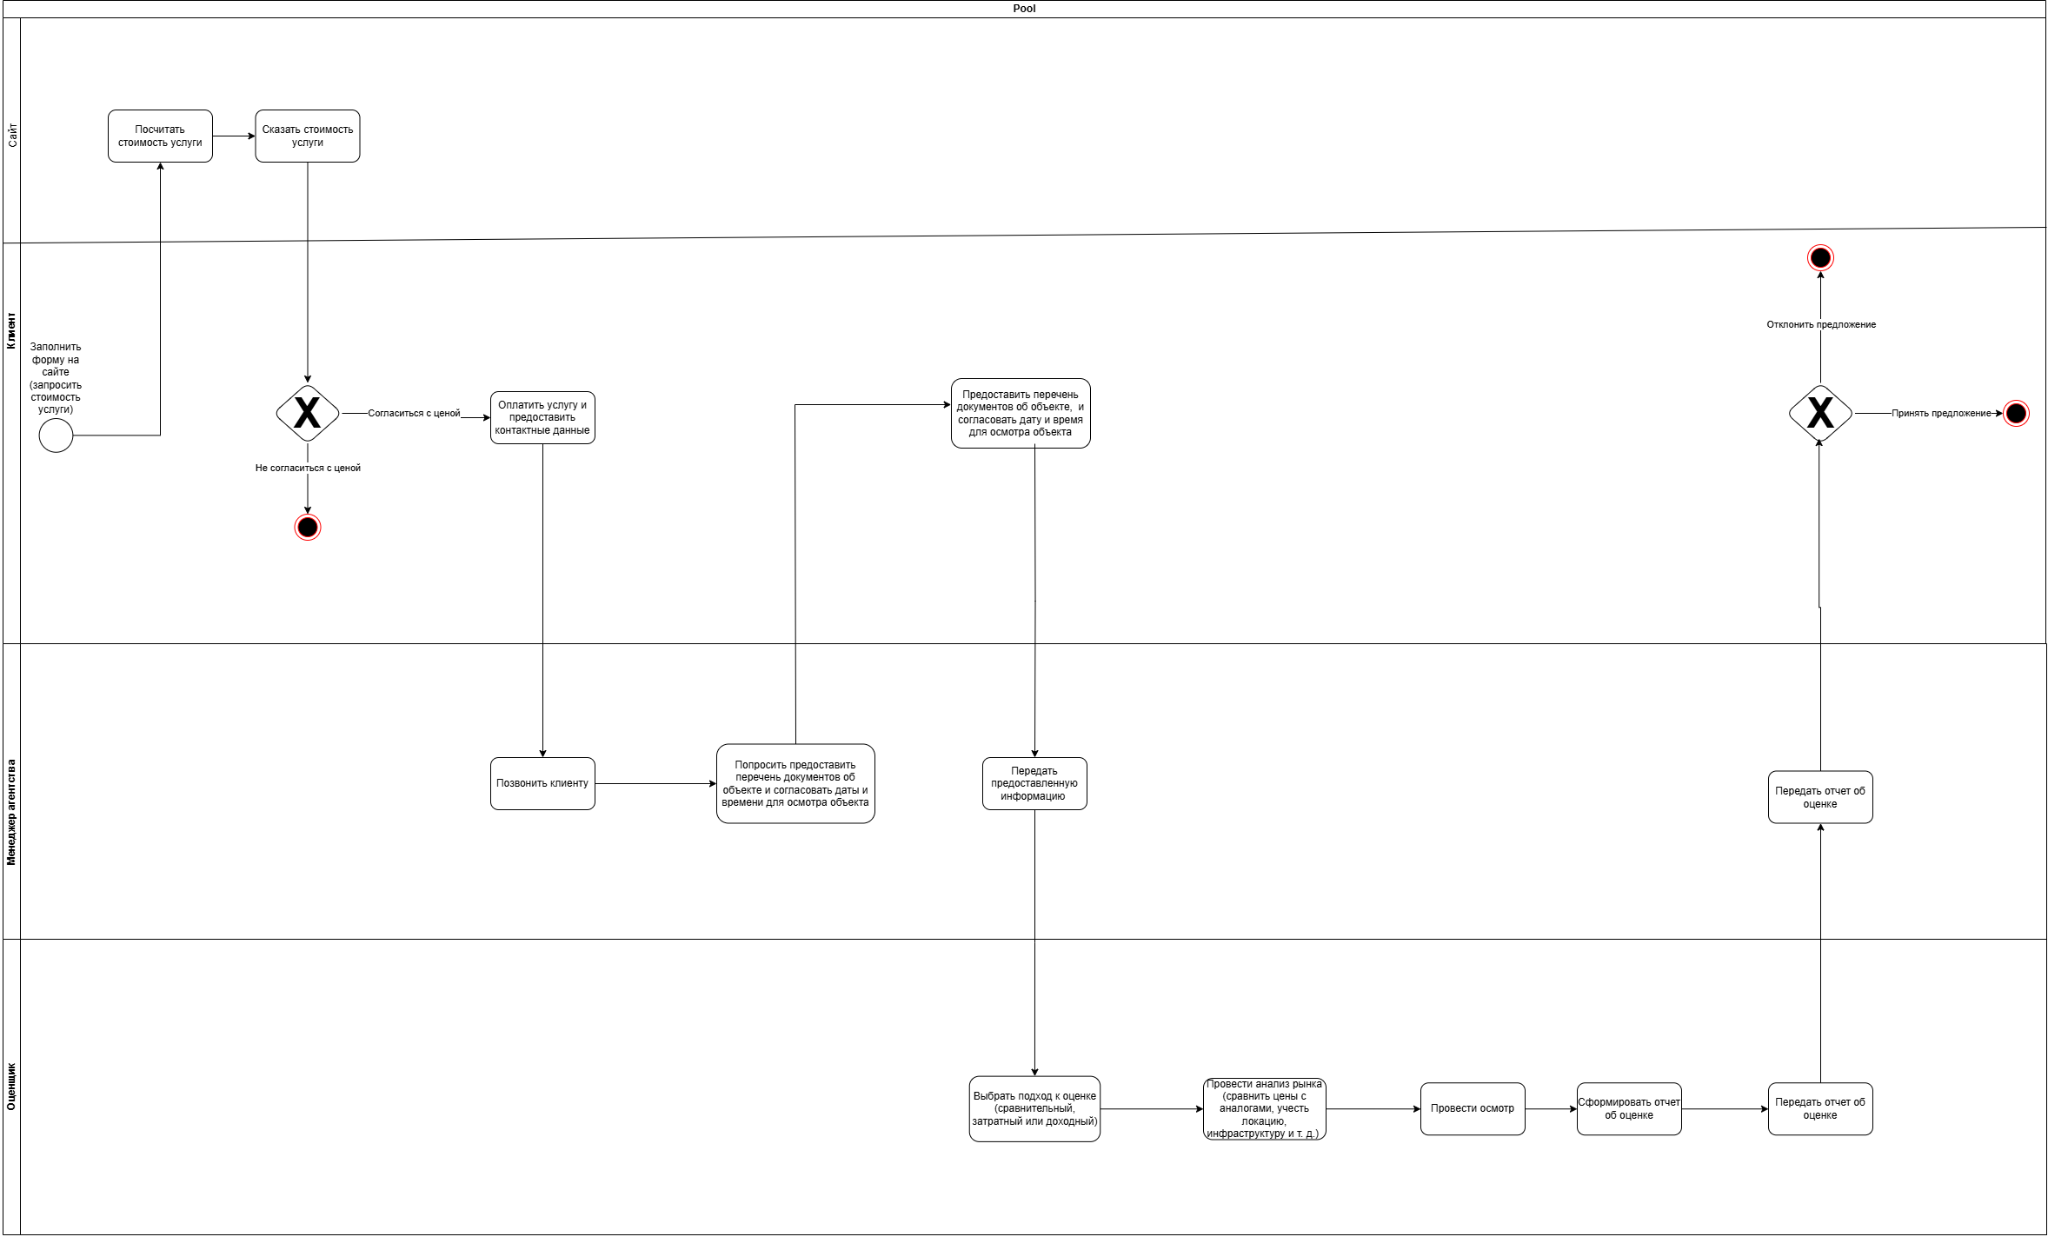 Pool
Сайт
Посчитать
стоимость услуги
Сказать стоимость
услуги
Клиент
Заполнить
форму на
сайте
(запросить
стоимость
услуги)
X
Согласиться с ценой
Не согласиться с ценой
Оплатить услугу и
предоставить
контактные данные
Предоставить перечень
документов об объекте, и
согласовать дату и время
для осмотра объекта
Отклонить предложение
X
Принять предложение
Менеджер агентства
Позвонить клиенту
Попросить предоставить
перечень документов об
объекте и согласовать даты и
времени для осмотра объекта
Передать
предоставленную
информацию
Передать отчет об
оценке
Оценщик
Выбрать подход к оценке
(сравнительный,
затратный или доходный)
Провести анализ рынка
(сравнить цены с
аналогами, учесть
локацию,
инфраструктуру и т. д.)
Провести осмотр
Сформировать отчет
об оценке
Передать отчет об
оценке